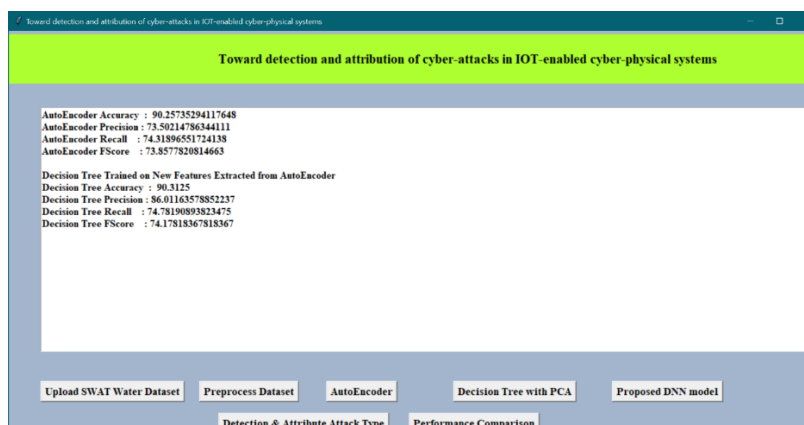 Toward detection and attribution of cyber-attacks in IOT-enabled cyber-physical systems
Toward detection and attribution of cyber-attacks in IOT-enabled cyber-physical systems
AutoEncoder Accuracy : 90.25735294117648
AutoEncoder Precision : 73.50214786344111
AutoEncoder Recall : 74.31896551724138
AutoEncoder FScore : 73.8577820814663
Decision Tree Trained on New Features Extracted from AutoEncoder
Decision Tree Accuracy : 90.3125
Decision Tree Precision : 86.01163578852237
Decision Tree Recall : 74.78190893823475
Decision Tree FScore : 74.17818367818367
Upload SWAT Water Dataset Preprocess Dataset AutoEncoder Decision Tree with PCA Proposed DNN model
Detection & Attribute Attack Type Performance Comparison